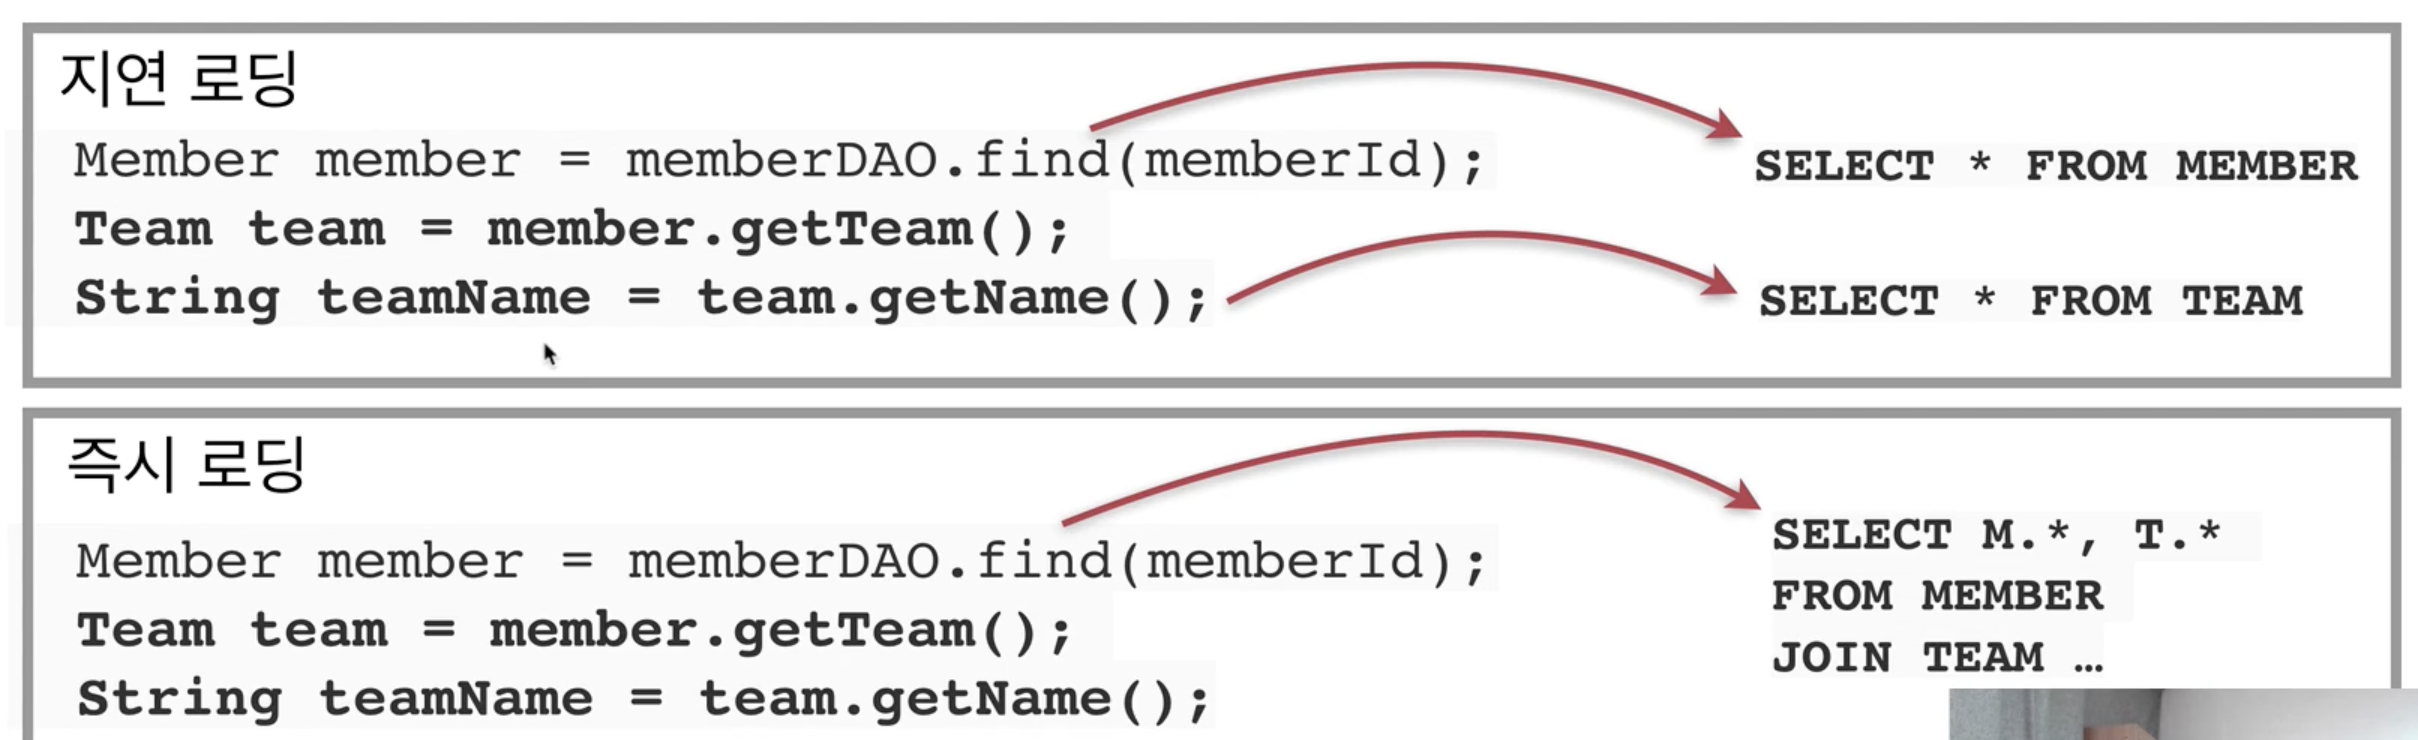 지연 로딩
Member member = memberDAO.find(memberId);
SELECT * FROM MEMBER
Team team = member.getTeam();
String teamName = team.getName();
SELECT * FROM TEAM
즉시 로딩
Member member = memberDAO.find(memberId);
Team team = member.getTeam();
String teamName = team.getName();
SELECT M.*, T.*
FROM MEMBER
JOIN TEAM …